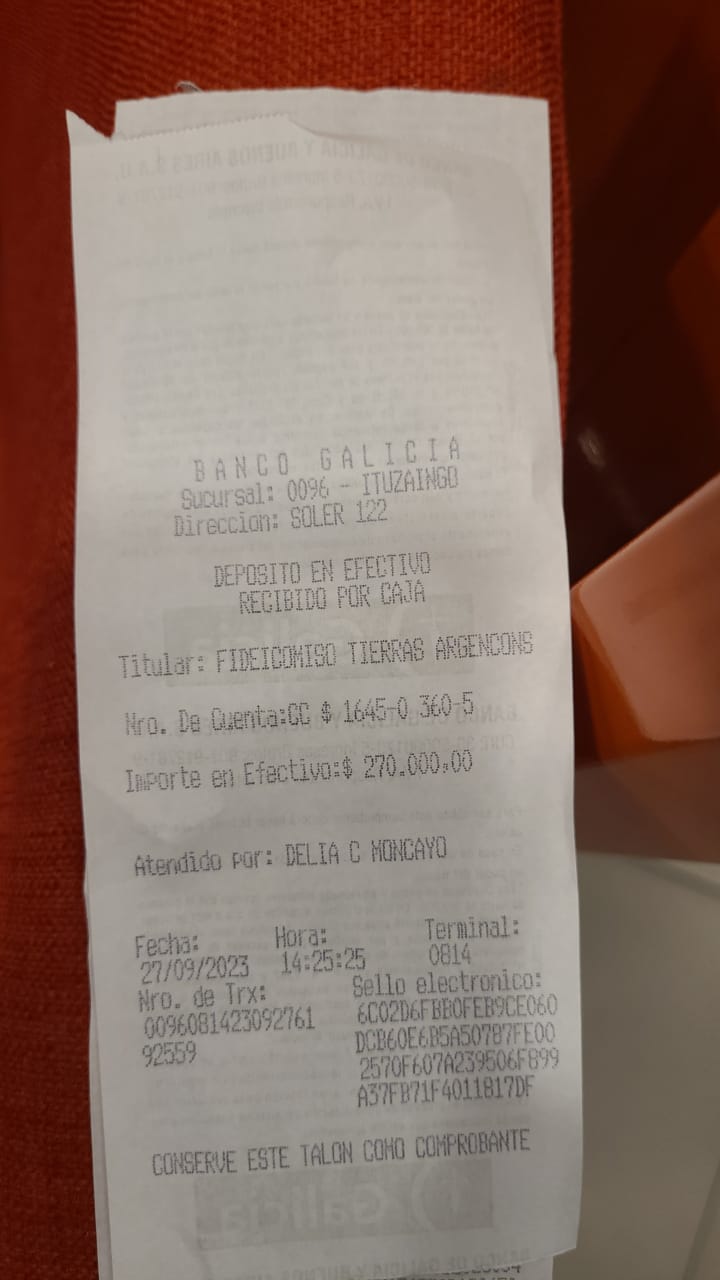 BANCO GALICIA
Sucursal: 0096 - ITUZAINGO
Direccion: SOLER 122
DEPOSITO EN EFECTIVO
RECIBIDO POR CAJA
Titular: FIDEICOMISO TIERRAS ARGENCONS
Nro. De Cuenta:CC $ 1645-0 360-5
Importe en Efectivo:$ 270.000,00
Atendido por: DELIA C MONCAYO
Fecha: Hora: Terminal:
27/09/2023 14:25:25 0814
Nro. de Trx: Sello electronico:
0096081423092761 6C02D6FBB0FEB9CE060
92559 DCB60E6B5A50787FE00
2570F607A239506F899
A37FB71F4011817DF
CONSERVE ESTE TALON COMO COMPROBANTE
Galicia